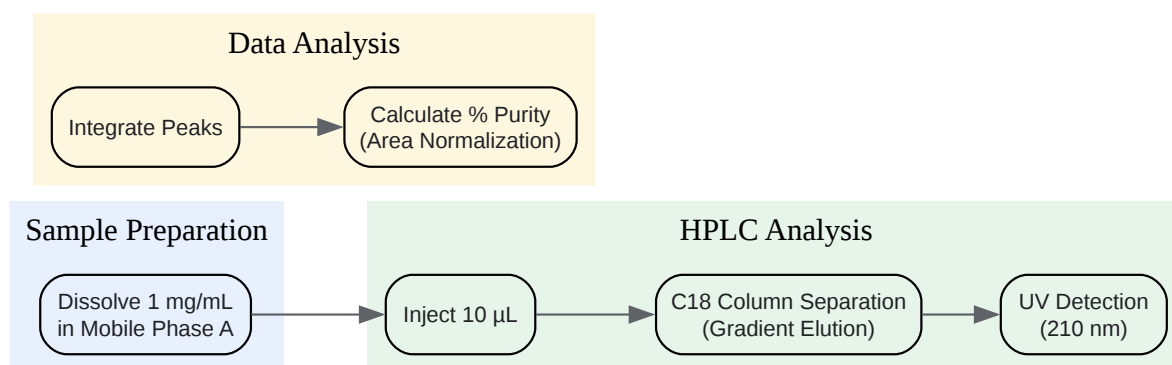 Data Analysis
Integrate Peaks
Calculate % Purity
(Area Normalization)
Sample Preparation
Dissolve 1 mg/mL
in Mobile Phase A
HPLC Analysis
Inject 10 µL
C18 Column Separation
(Gradient Elution)
UV Detection
(210 nm)